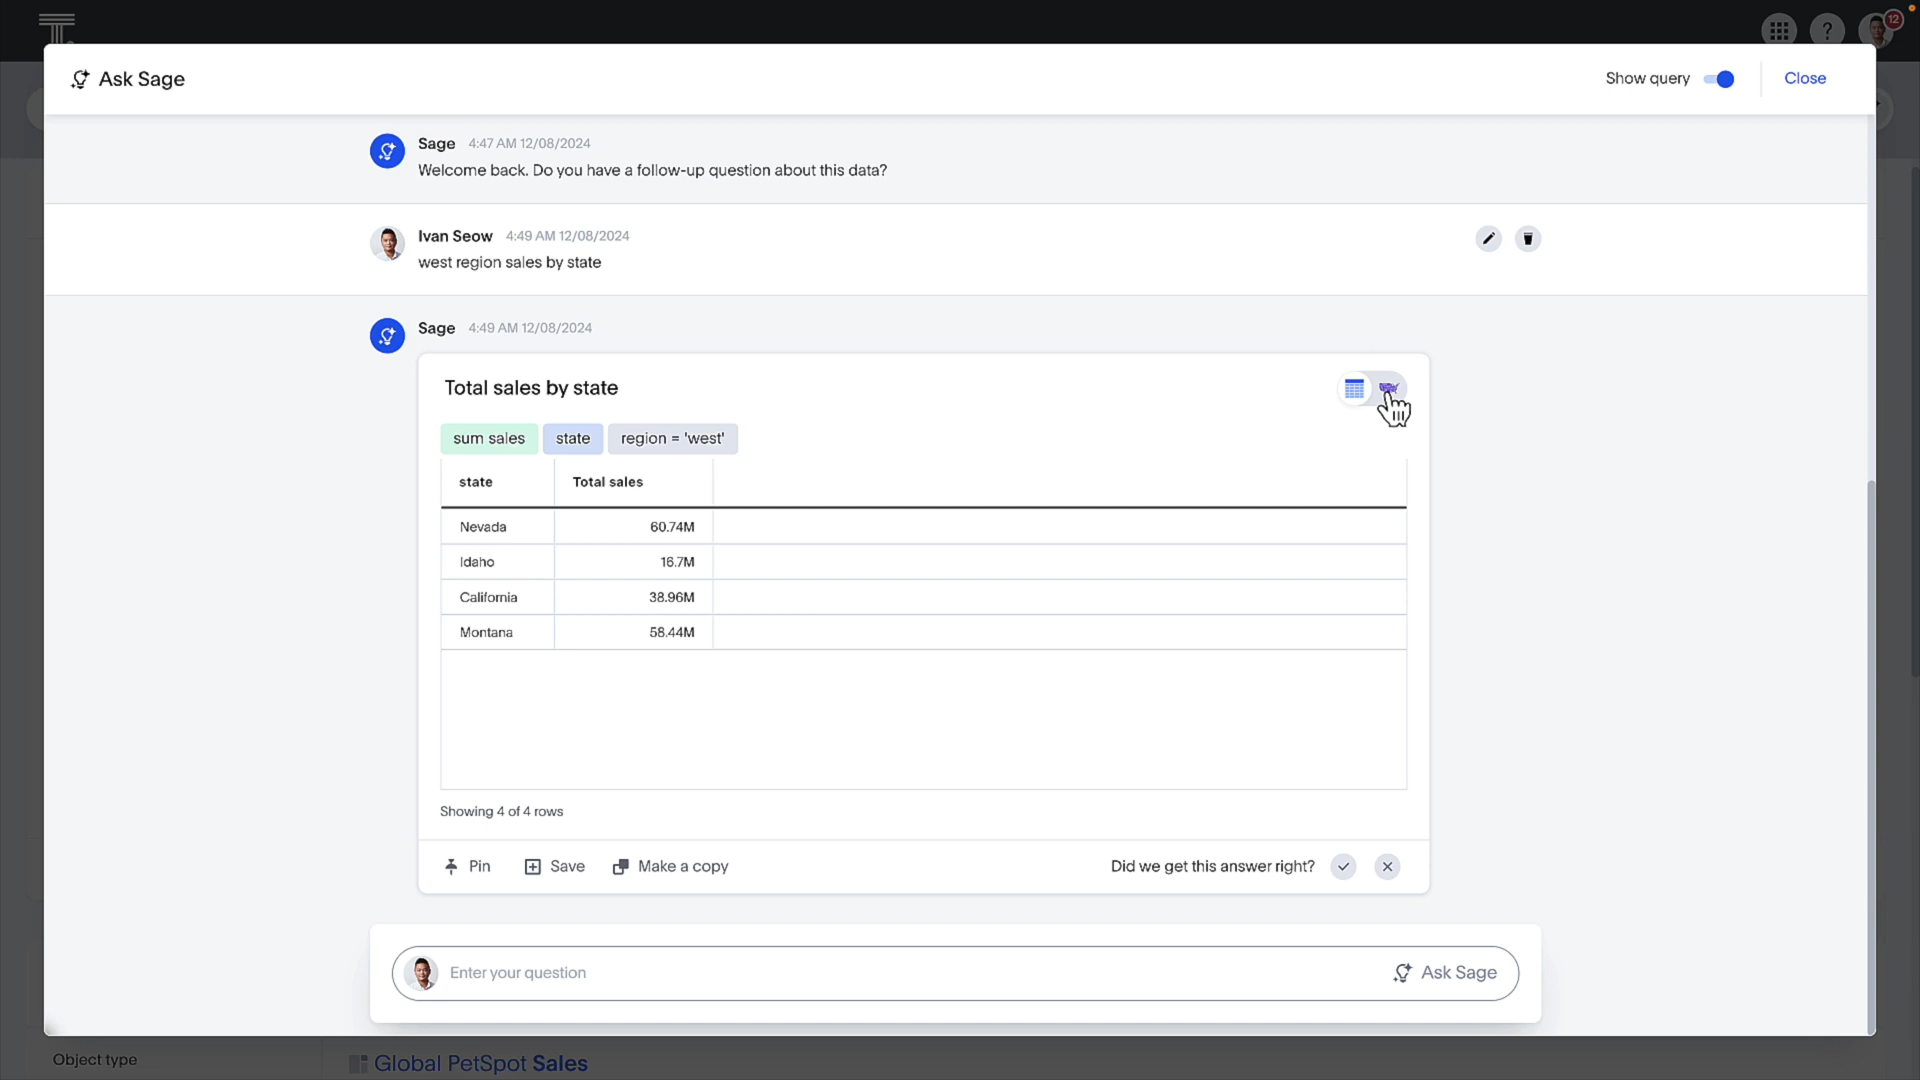 T.
?
12
Ask Sage
Show query
Close
Sage 4:47 AM 12/08/2024
Welcome back. Do you have a follow-up question about this data?
Ivan Seow 4:49 AM 12/08/2024
west region sales by state
Sage 4:49 AM 12/08/2024
Total sales by state
sum sales state region = 'west'
state Total sales
Nevada 60.74M
Idaho 16.7M
California 38.96M
Montana 58.44M
Showing 4 of 4 rows
Pin Save Make a copy Did we get this answer right?
Enter your question Ask Sage
Object type Global PetSpot Sales